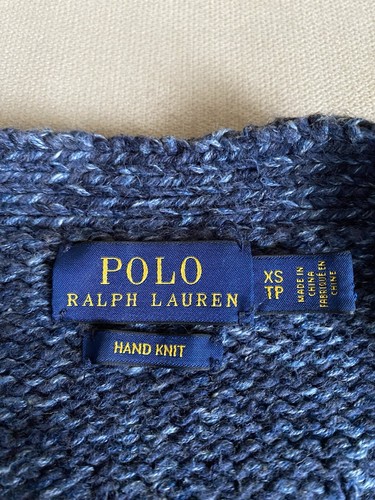 POLO
RALPH LAUREN
HAND KNIT
XS
TP
MADE IN
CHINA
FABRIQUÉ EN
CHINE